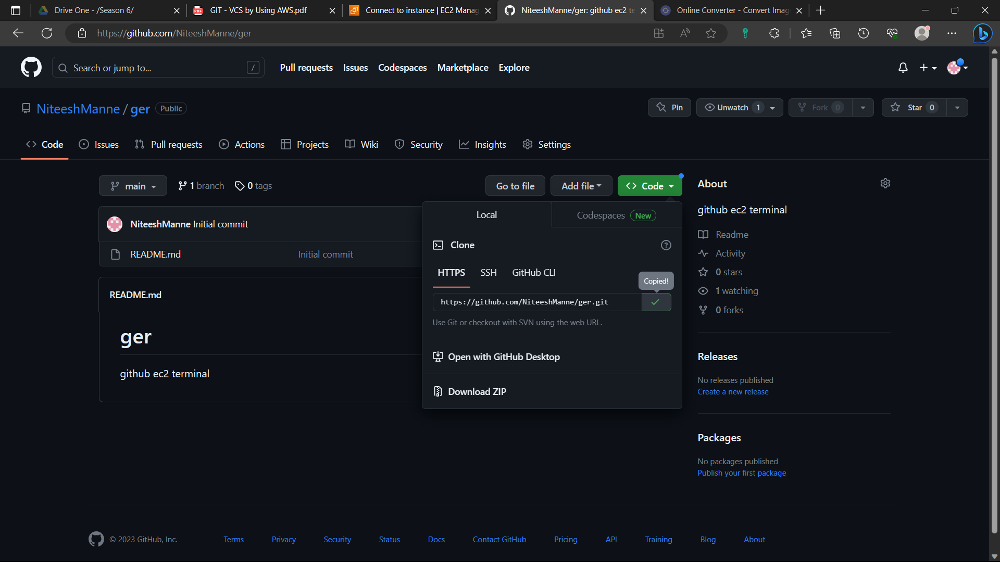 Drive One - /Season 6/
GIT - VCS by Using AWS.pdf
Connect to instance | EC2 Manag
NiteeshManne/ger: github ec2 te
Online Converter - Convert Imag
https://github.com/NiteeshManne/ger
Search or jump to...
/
Pull requests
Issues
Codespaces
Marketplace
Explore
NiteeshManne / ger
Public
Pin
Unwatch 1
Fork 0
Star 0
Code
Issues
Pull requests
Actions
Projects
Wiki
Security
Insights
Settings
main
1 branch
0 tags
Go to file
Add file
Code
NiteeshManne Initial commit
README.md
Initial commit
README.md
ger
github ec2 terminal
Local
Codespaces New
Clone
HTTPS
SSH
GitHub CLI
Copied!
https://github.com/NiteeshManne/ger.git
Use Git or checkout with SVN using the web URL.
Open with GitHub Desktop
Download ZIP
About
github ec2 terminal
Readme
Activity
0 stars
1 watching
0 forks
Releases
No releases published
Create a new release
Packages
No packages published
Publish your first package
© 2023 GitHub, Inc.
Terms
Privacy
Security
Status
Docs
Contact GitHub
Pricing
API
Training
Blog
About